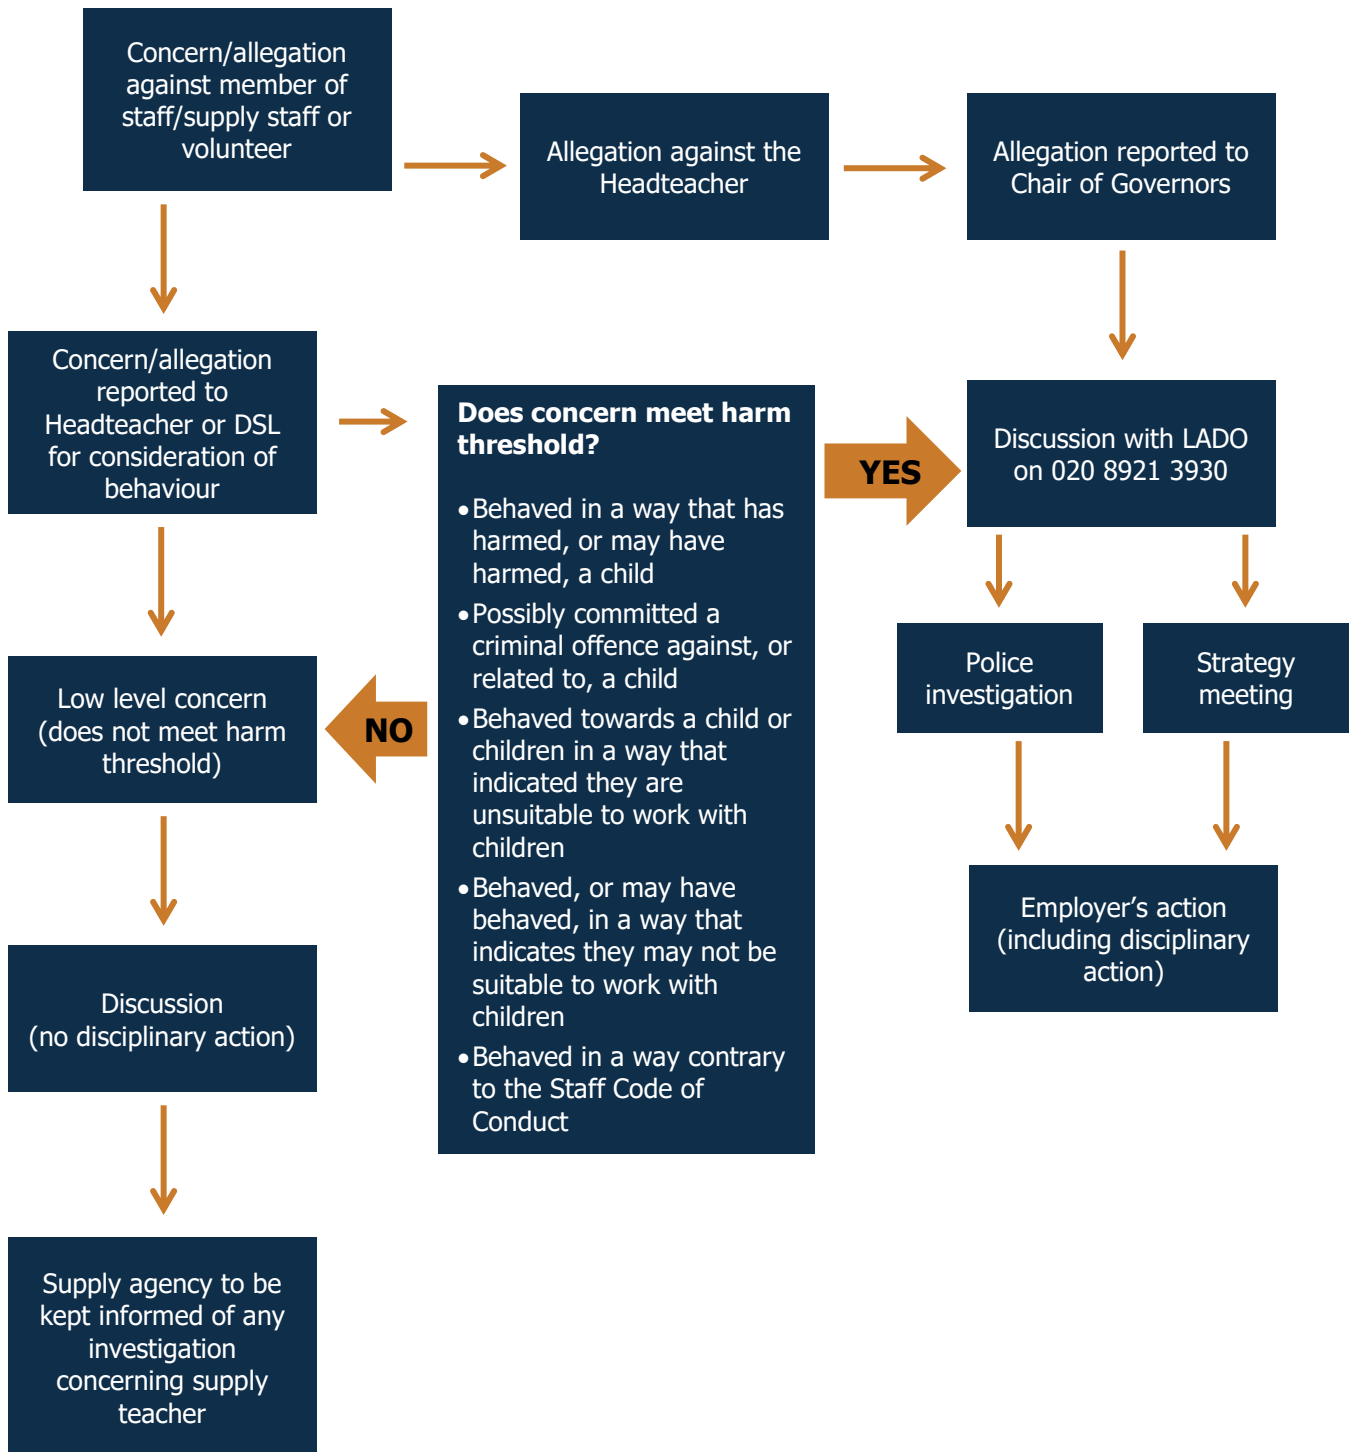 Concern/allegation
against member of
staff/supply staff or
volunteer
Allegation against the
Headteacher
Allegation reported to
Chair of Governors
Concern/allegation
reported to
Headteacher or DSL
for consideration of
behaviour
Does concern meet harm
threshold?
•Behaved in a way that has
harmed, or may have
harmed, a child
•Possibly committed a
criminal offence against, or
related to, a child
•Behaved towards a child or
children in a way that
indicated they are
unsuitable to work with
children
•Behaved, or may have
behaved, in a way that
indicates they may not be
suitable to work with
children
•Behaved in a way contrary
to the Staff Code of
Conduct
YES
Discussion with LADO
on 020 8921 3930
Police
investigation
Strategy
meeting
Employer’s action
(including disciplinary
action)
NO
Low level concern
(does not meet harm
threshold)
Discussion
(no disciplinary action)
Supply agency to be
kept informed of any
investigation
concerning supply
teacher